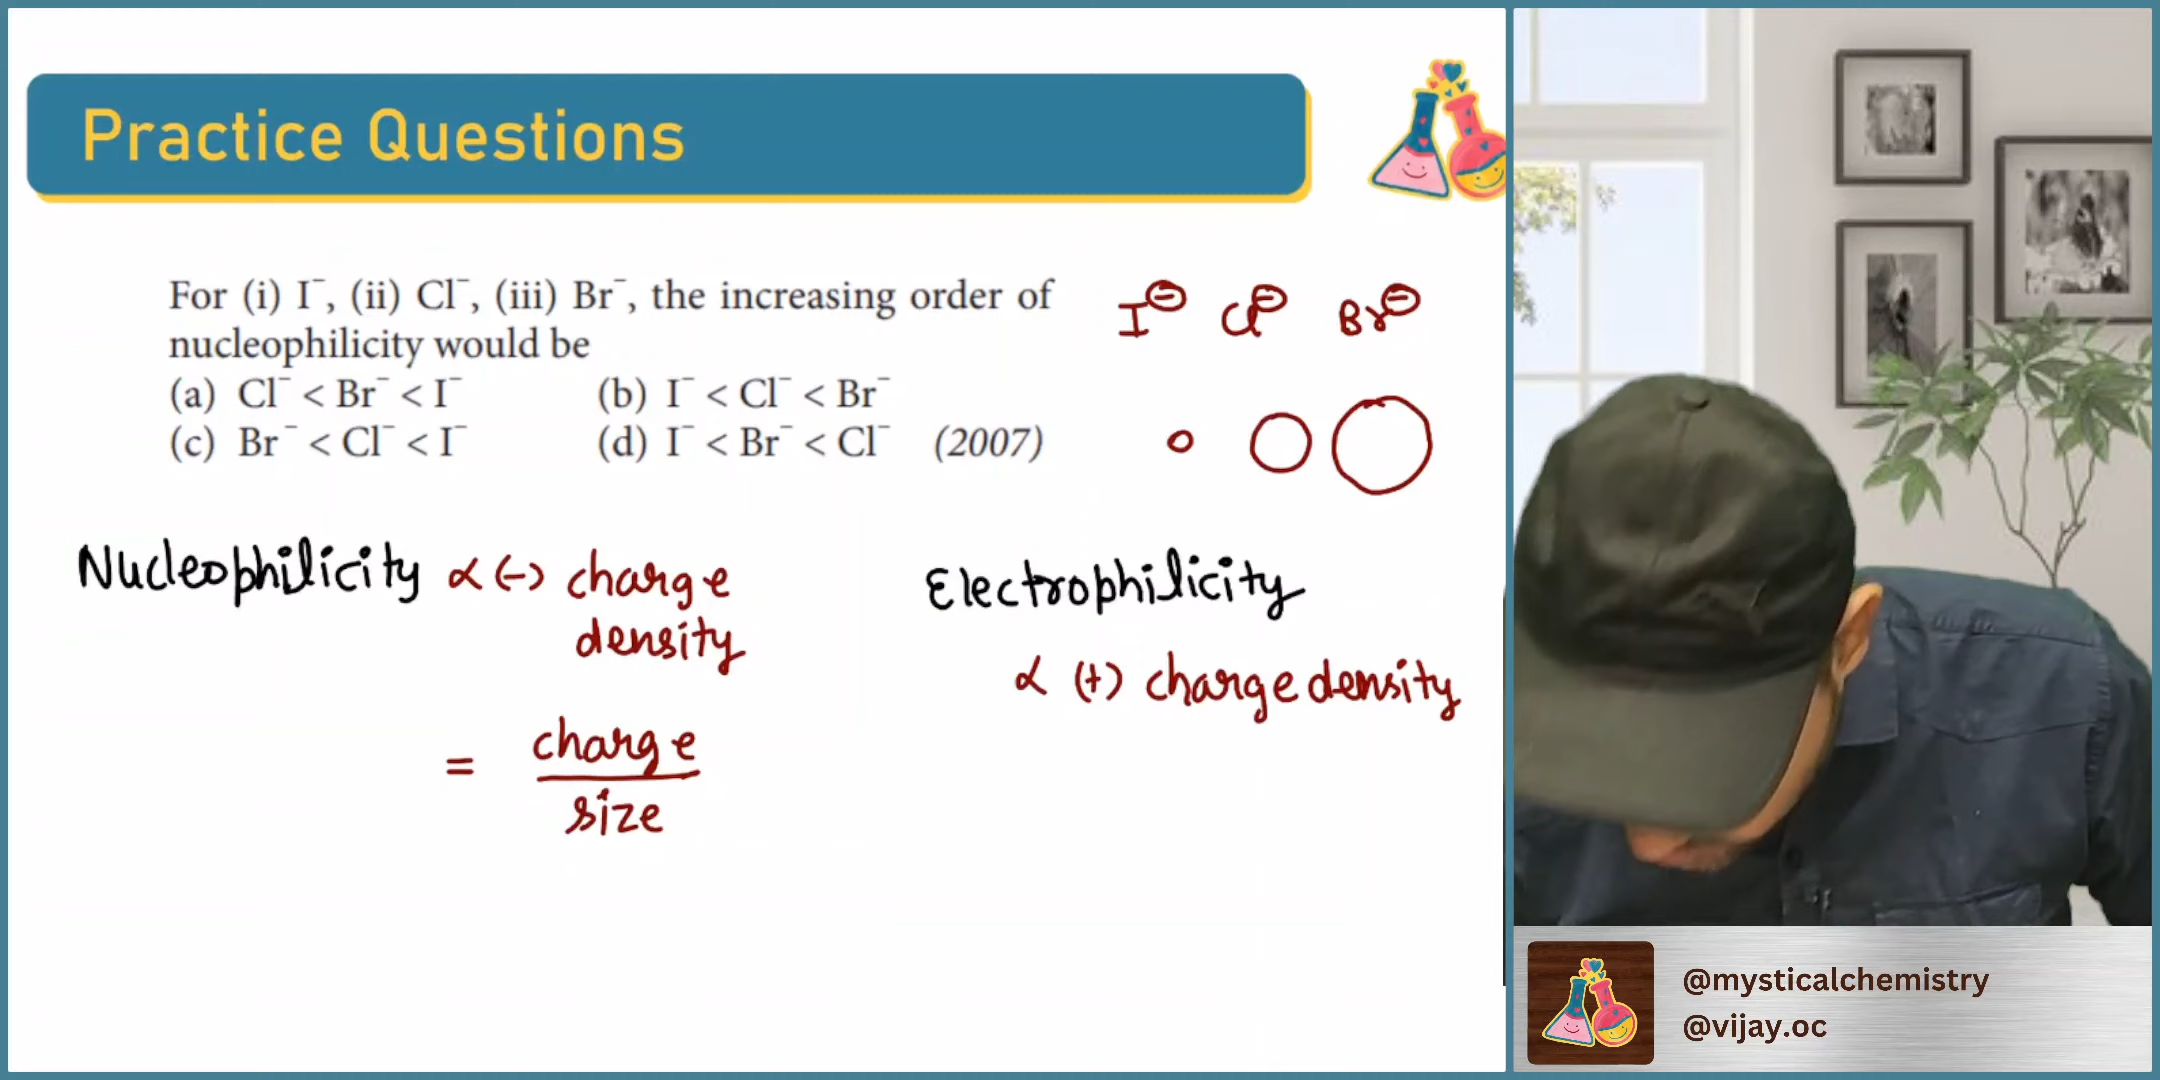 Practice Questions
For (i) I⁻, (ii) Cl⁻, (iii) Br⁻, the increasing order of
nucleophilicity would be
(a) Cl⁻ < Br⁻ < I⁻ (b) I⁻ < Cl⁻ < Br⁻
(c) Br⁻ < Cl⁻ < I⁻ (d) I⁻ < Br⁻ < Cl⁻ (2007)
I⊖ Cl⊖ Br⊖
Nucleophilicity ∝ (-) charge
density
= charge
size
Electrophilicity
∝ (+) charge density
@mysticalchemistry
@vijay.oc